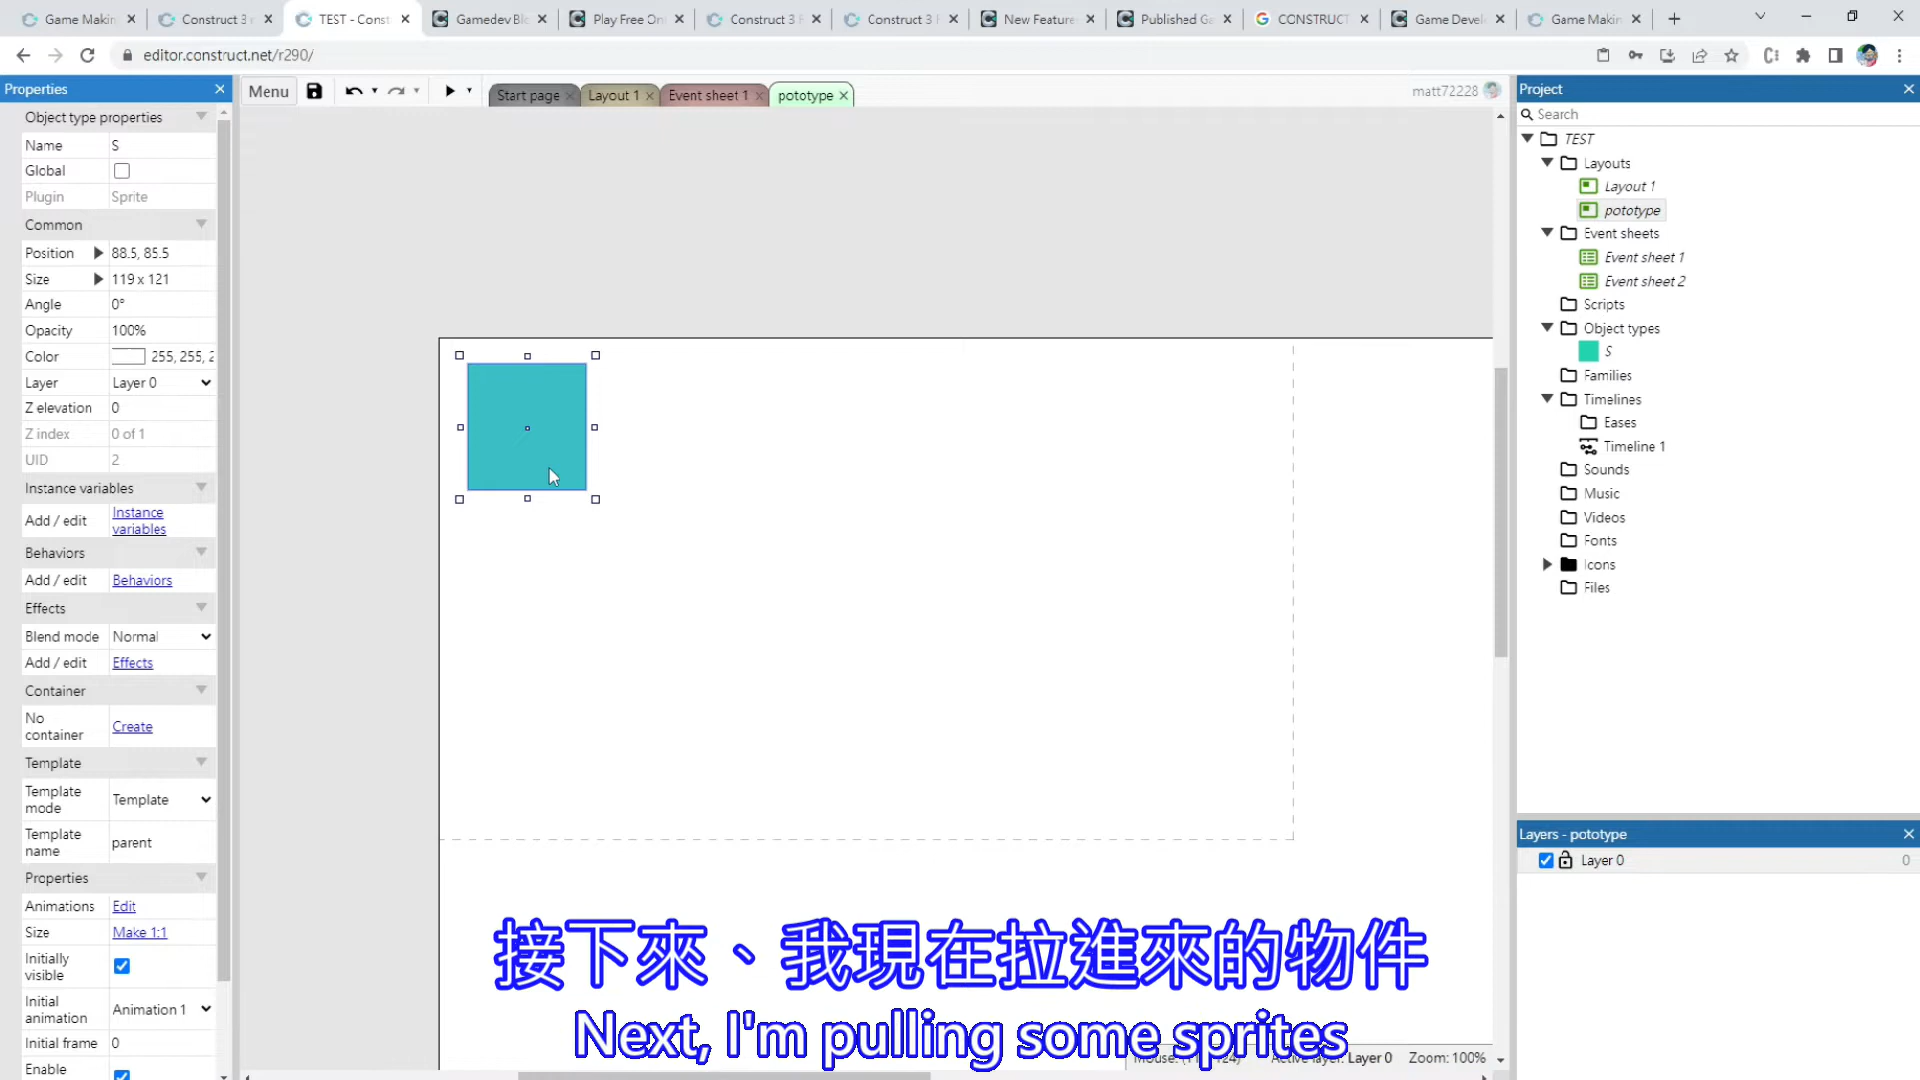 Game Makin
Construct 3 r
TEST - Const
Gamedev Blo
Play Free Onl
Construct 3 F
Construct 3 F
New Feature
Published Ga
CONSTRUCT
Game Devel
Game Makin
editor.construct.net/r290/
Properties
Object type properties
Name S
Global
Plugin Sprite
Common
Position 88.5, 85.5
Size 119 x 121
Angle 0°
Opacity 100%
Color 255, 255, 2
Layer Layer 0
Z elevation 0
Z index 0 of 1
UID 2
Instance variables
Add / edit Instance variables
Behaviors
Add / edit Behaviors
Effects
Blend mode Normal
Add / edit Effects
Container
No container Create
Template
Template mode Template
Template name parent
Properties
Animations Edit
Size Make 1:1
Initially visible
Initial animation Animation 1
Initial frame 0
Enable
Menu
Start page
Layout 1
Event sheet 1
pototype
matt72228
接下來、我現在拉進來的物件
Next, I'm pulling some sprites
Active layer: Layer 0 Zoom: 100%
Project
Search
TEST
Layouts
Layout 1
pototype
Event sheets
Event sheet 1
Event sheet 2
Scripts
Object types
S
Families
Timelines
Eases
Timeline 1
Sounds
Music
Videos
Fonts
Icons
Files
Layers - pototype
Layer 0 0